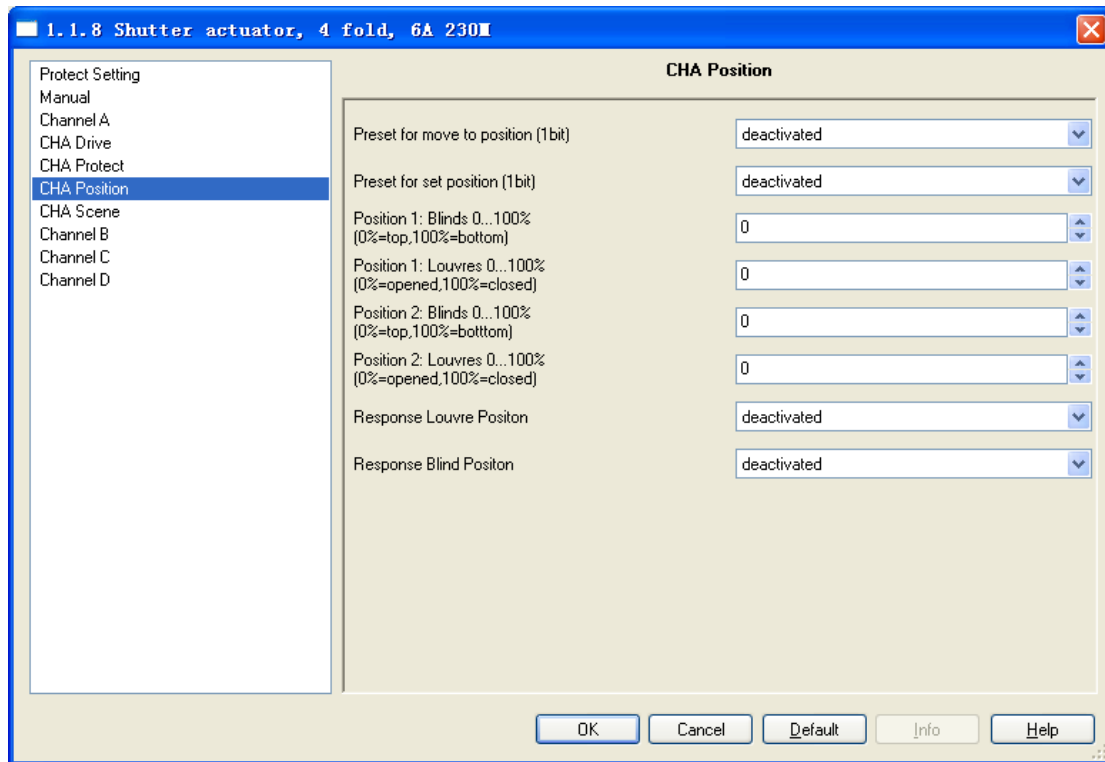 1.1.8 Shutter actuator, 4 fold, 6A 230M
Protect Setting
Manual
Channel A
CHA Drive
CHA Protect
CHA Position
CHA Scene
Channel B
Channel C
Channel D
CHA Position
Preset for move to position (1bit)
deactivated
Preset for set position (1bit)
deactivated
Position 1: Blinds 0...100%
(0%=top,100%=bottom)
0
Position 1: Louvres 0...100%
(0%=opened,100%=closed)
0
Position 2: Blinds 0...100%
(0%=top,100%=botttom)
0
Position 2: Louvres 0...100%
(0%=opened,100%=closed)
0
Response Louvre Positon
deactivated
Response Blind Positon
deactivated
OK
Cancel
Default
Info
Help